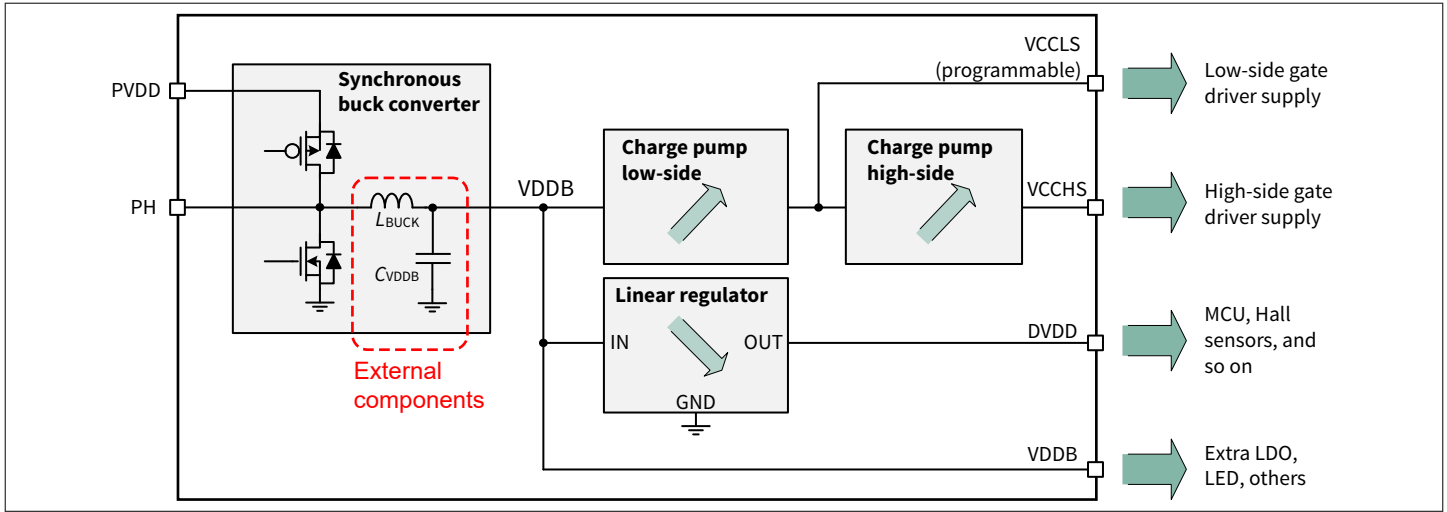 VCCLS
(programmable)
Synchronous
buck converter
PVDD
Low-side gate
driver supply
Charge pump
low-side
Charge pump
high-side
VDDB
VCCHS
PH
High-side gate
driver supply
LBUCK
CVDDB
Linear regulator
MCU, Hall
sensors, and
so on
IN
OUT
DVDD
External
components
GND
VDDB
Extra LDO,
LED, others